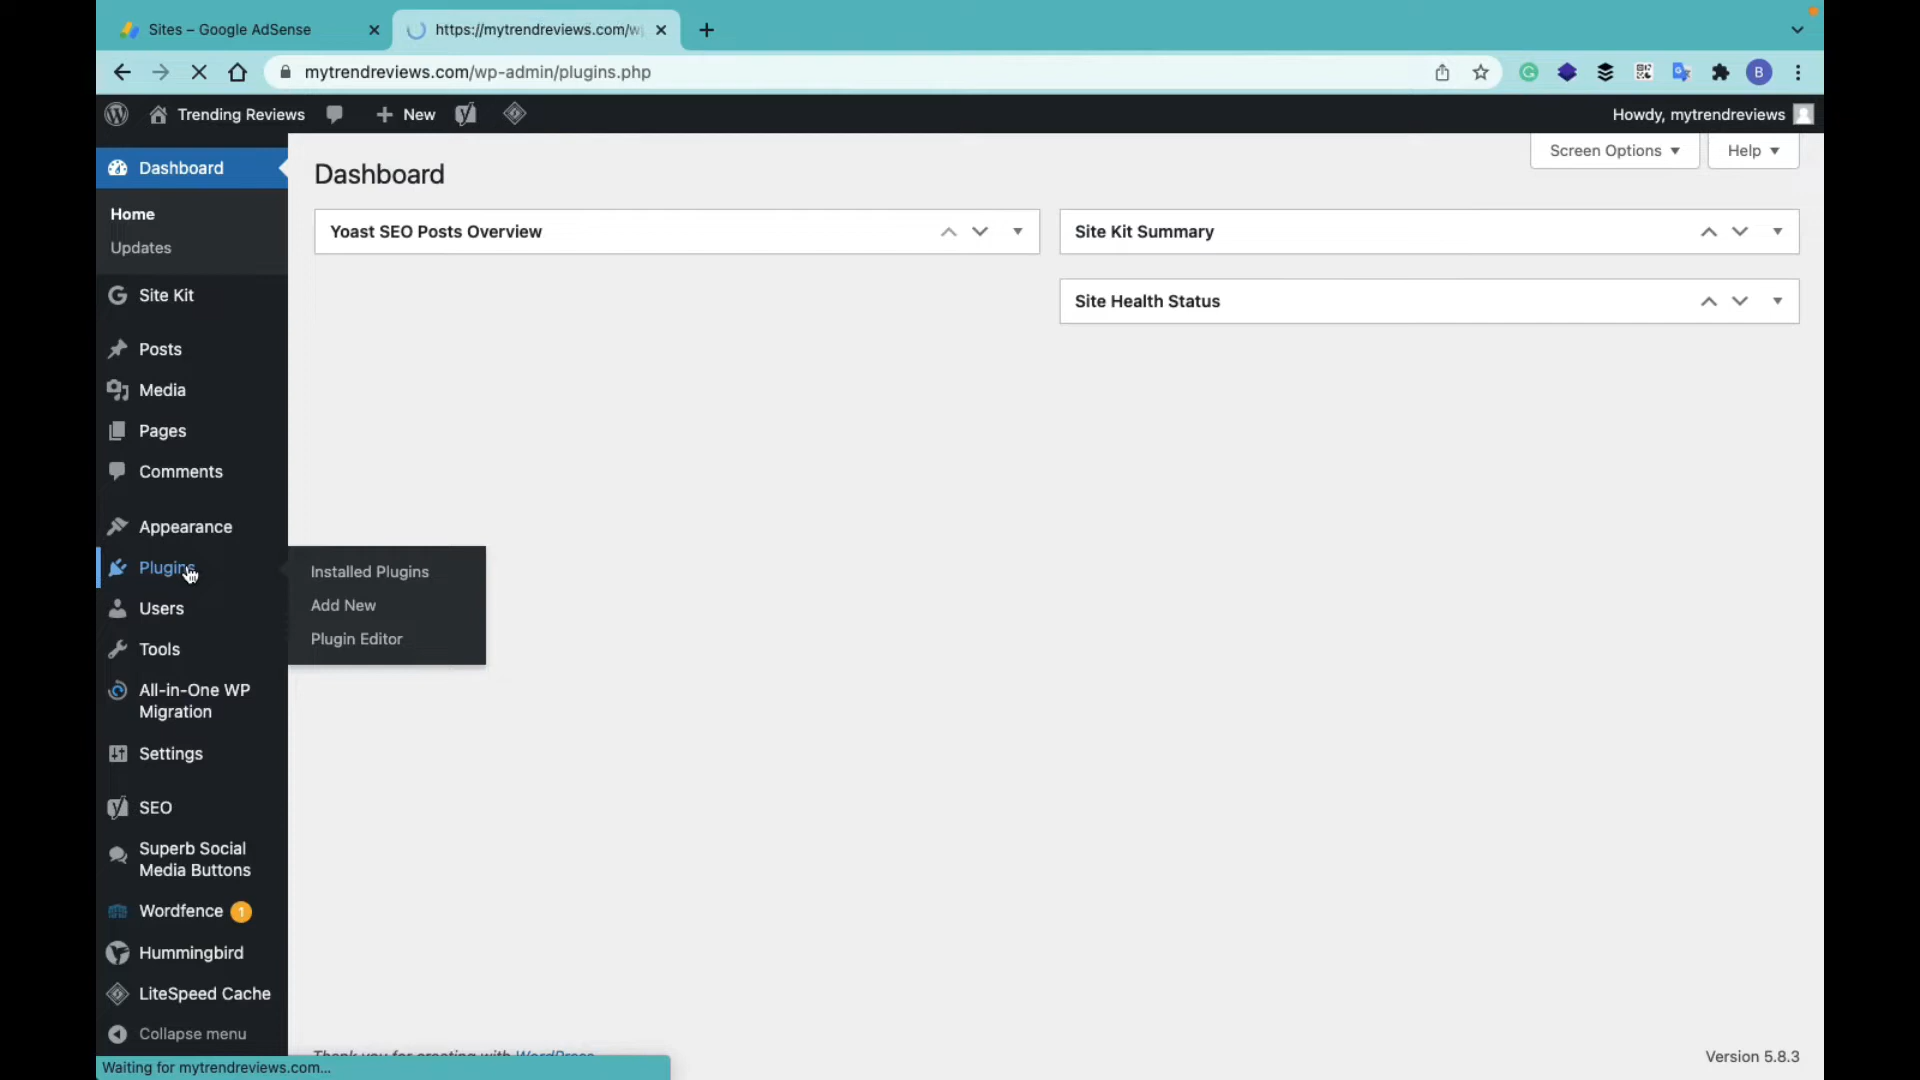 Sites – Google AdSense
https://mytrendreviews.com/w
mytrendreviews.com/wp-admin/plugins.php
B
Trending Reviews
New
Howdy, mytrendreviews
Screen Options
Help
Dashboard
Dashboard
Home
Updates
Yoast SEO Posts Overview
Site Kit Summary
Site Health Status
Site Kit
Posts
Media
Pages
Comments
Appearance
Plugins
Installed Plugins
Add New
Plugin Editor
Users
Tools
All-in-One WP
Migration
Settings
SEO
Superb Social
Media Buttons
Wordfence 1
Hummingbird
LiteSpeed Cache
Collapse menu
Thank you for creating with WordPress
Version 5.8.3
Waiting for mytrendreviews.com...